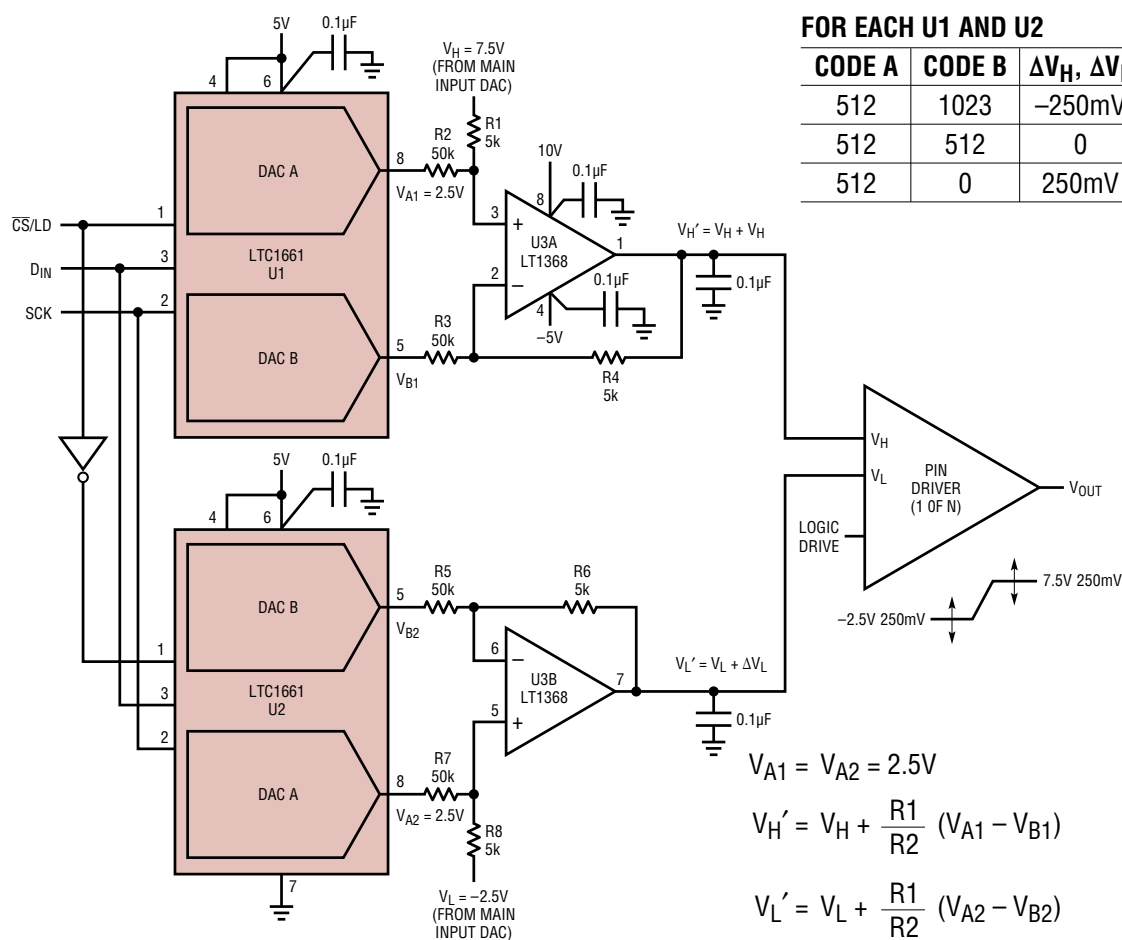 5V
0.1µF
4
6
V_H = 7.5V
(FROM MAIN
INPUT DAC)
R1
5k
R2
50k
8
V_A1 = 2.5V
DAC A
1
CS/LD
3
D_IN
2
SCK
LTC1661
U1
DAC B
5
V_B1
R3
50k
10V
0.1µF
8
3
+
U3A
LT1368
2
–
1
0.1µF
4
–5V
R4
5k
V_H′ = V_H + V_H
0.1µF
FOR EACH U1 AND U2
CODE A CODE B ΔV_H, ΔV
512 1023 –250mV
512 512 0
512 0 250mV
V_H
V_L
PIN
DRIVER
(1 OF N)
LOGIC
DRIVE
V_OUT
7.5V 250mV
–2.5V 250mV
5V
0.1µF
4
6
DAC B
5
V_B2
R5
50k
R6
5k
1
3
2
LTC1661
U2
DAC A
8
V_A2 = 2.5V
R7
50k
6
–
U3B
LT1368
5
+
7
V_L′ = V_L + ΔV_L
0.1µF
R8
5k
V_L = –2.5V
(FROM MAIN
INPUT DAC)
7
V_A1 = V_A2 = 2.5V
V_H′ = V_H + R1/R2 (V_A1 – V_B1)
V_L′ = V_L + R1/R2 (V_A2 – V_B2)